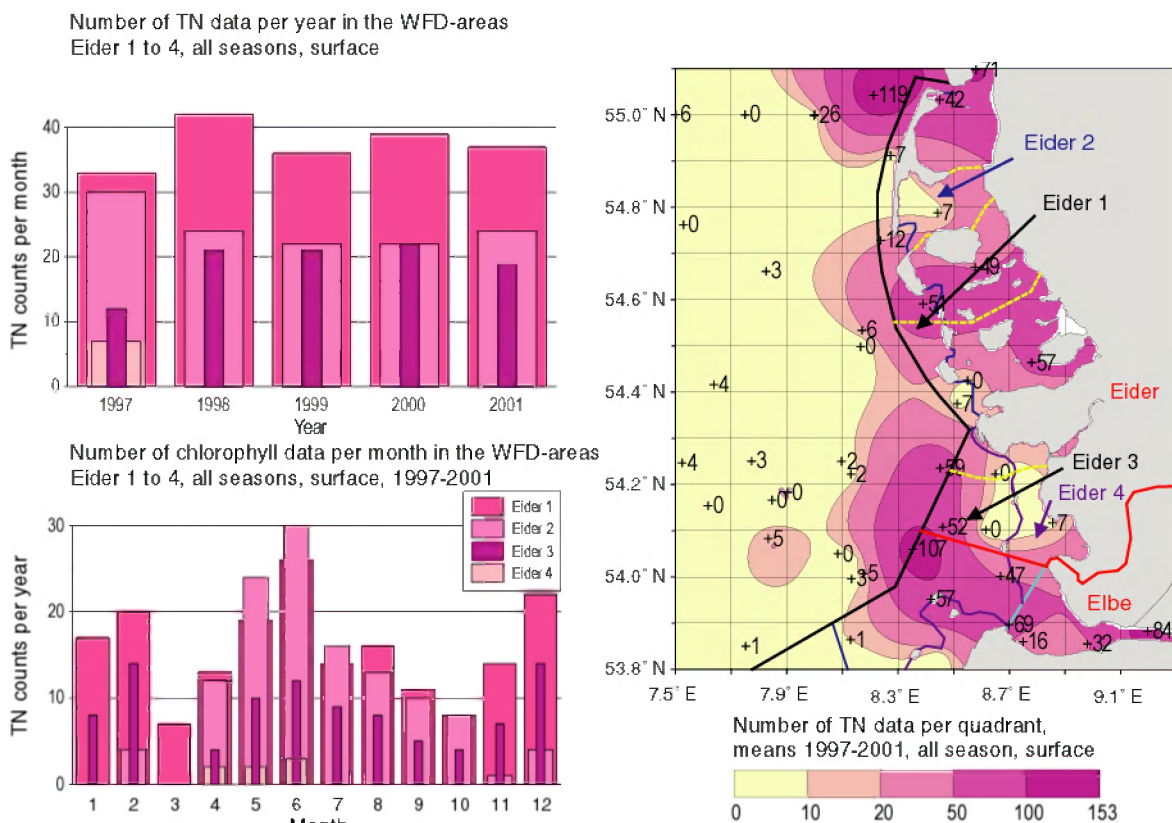 Number of TN data per year in the WFD-areas
Eider 1 to 4, all seasons, surface
TN counts per month
40
30
20
10
0
1997
1998
1999
2000
2001
Year
Number of chlorophyll data per month in the WFD-areas
Eider 1 to 4, all seasons, surface, 1997-2001
Eider 1
Eider 2
Eider 3
Eider 4
TN counts per year
30
20
10
0
1
2
3
4
5
6
7
8
9
10
11
12
Month
55.0° N
54.8° N
54.6° N
54.4° N
54.2° N
54.0° N
53.8° N
7.5° E
7.9° E
8.3° E
8.7° E
9.1° E
+71
+119
+42
+6
+0
+26
+7
Eider 2
Eider 1
+7
+0
+12
+3
+49
+51
+6
+0
+57
+4
+0
+7
Eider
+4
+3
+2
+2
+59
+0
Eider 3
Eider 4
+0
+0
+0
+5
+52
+0
+7
+107
+0
+5
+3
+47
Elbe
+57
+69
+16
+32
+84
+1
+1
Number of TN data per quadrant,
means 1997-2001, all season, surface
0
10
20
50
100
153